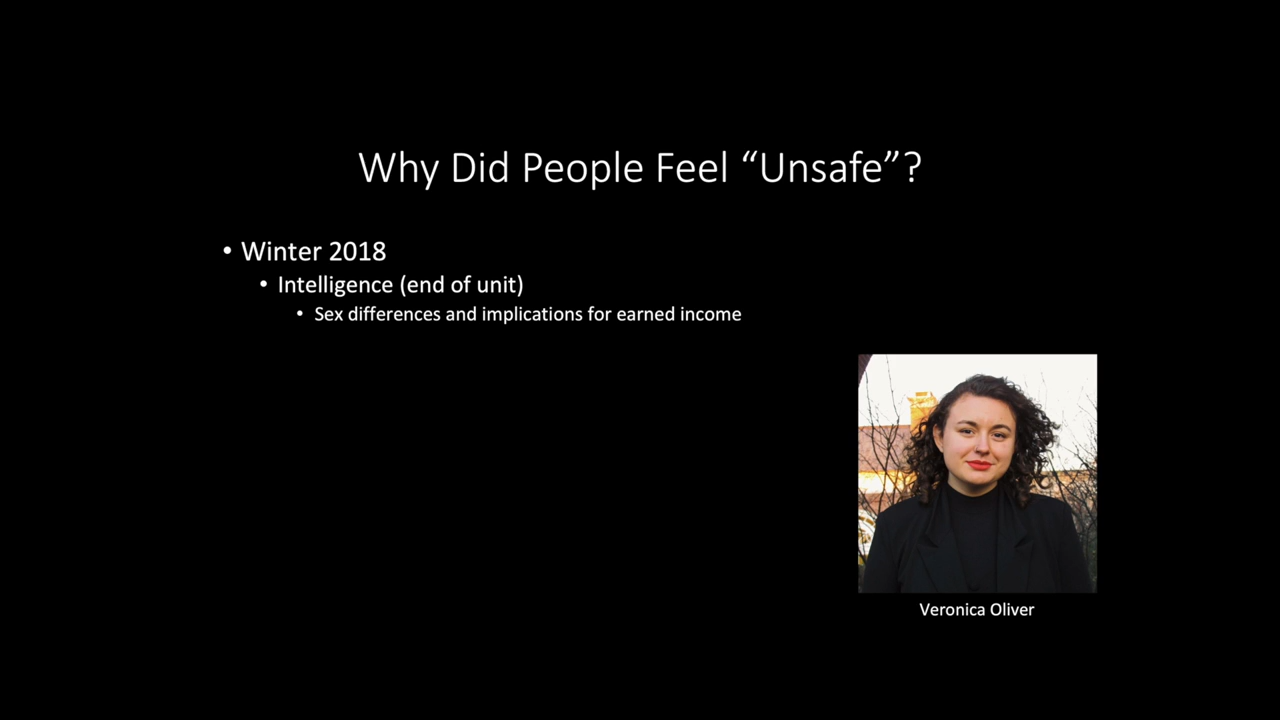 Why Did People Feel “Unsafe”?
• Winter 2018
• Intelligence (end of unit)
• Sex differences and implications for earned income
Veronica Oliver